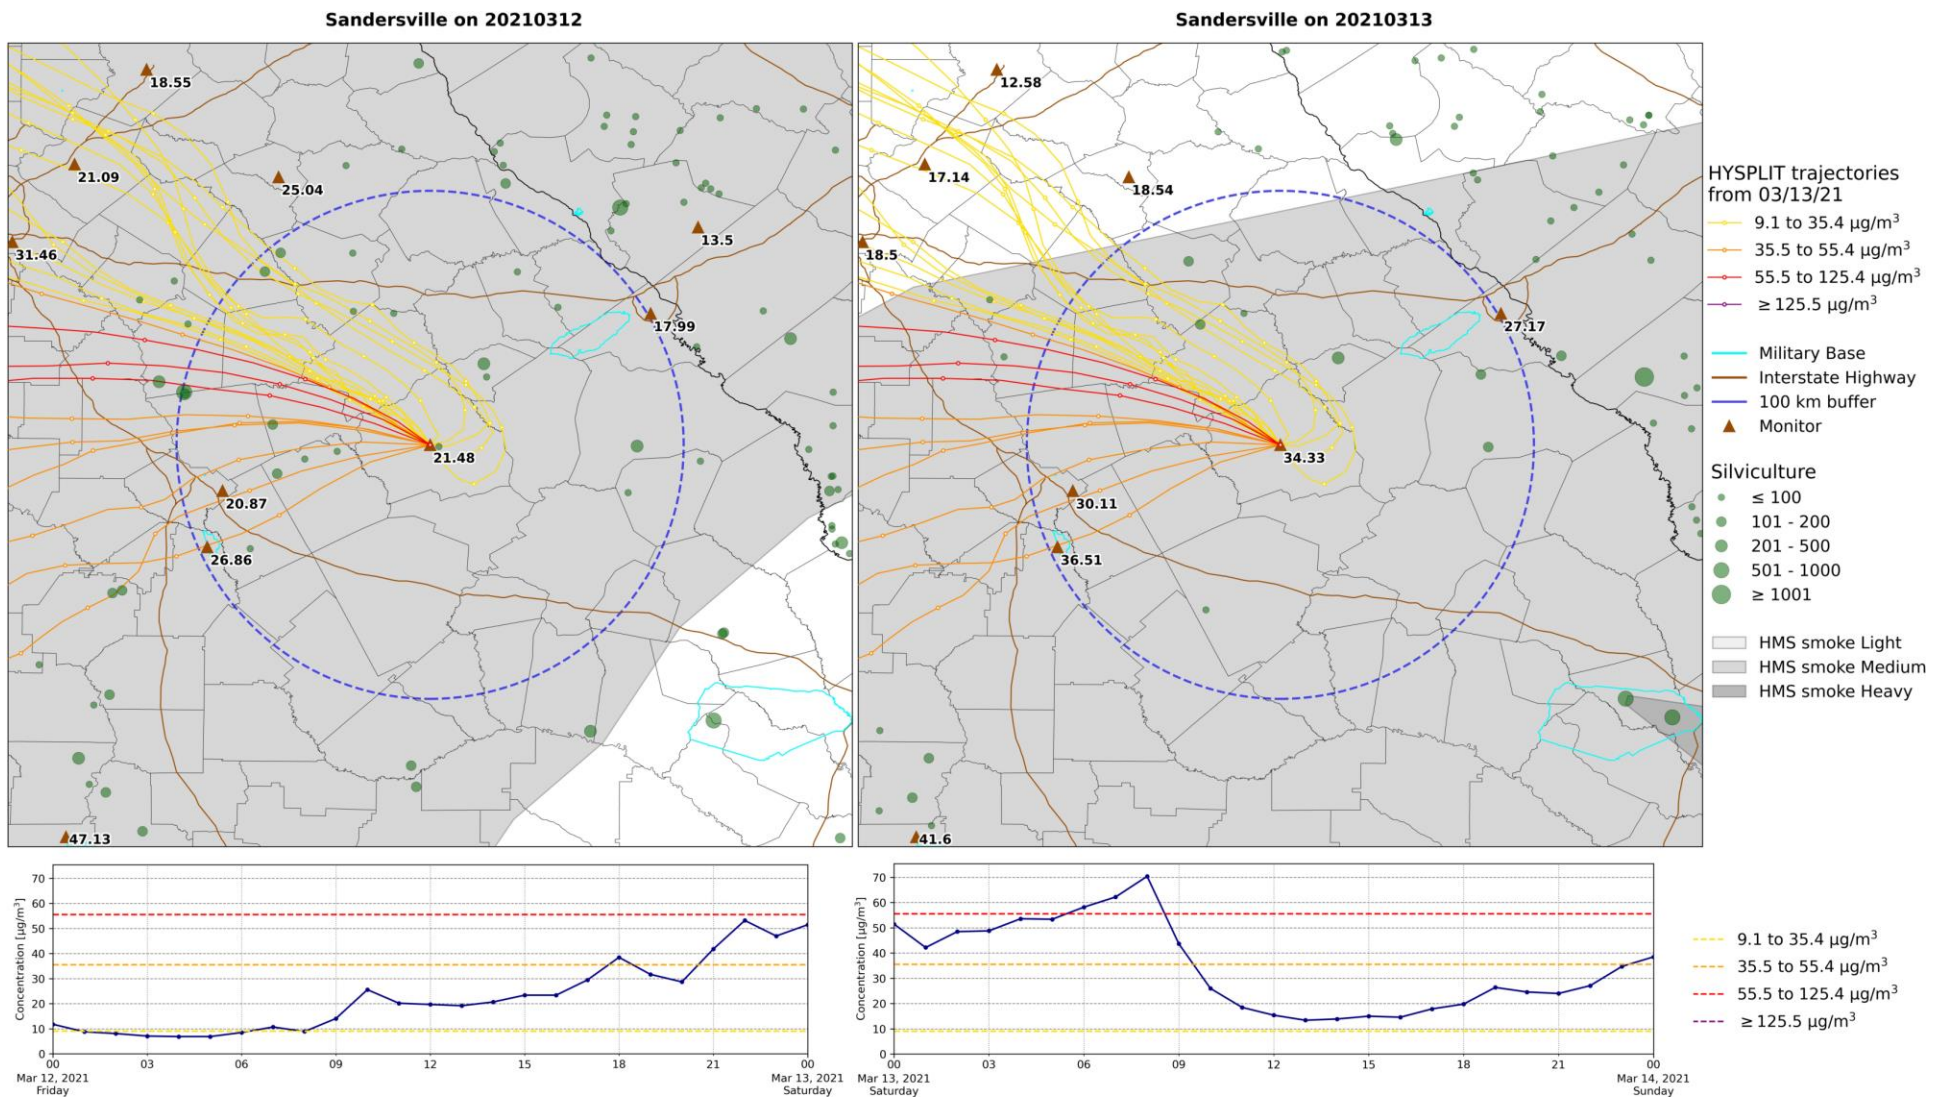 Sandersville on 20210312
18.55
21.09
25.04
31.46
13.5
17.99
21.48
20.87
26.86
47.13
Sandersville on 20210313
12.58
17.14
18.54
18.5
27.17
34.33
30.11
36.51
41.6
HYSPLIT trajectories
from 03/13/21
9.1 to 35.4 µg/m³
35.5 to 55.4 µg/m³
55.5 to 125.4 µg/m³
≥ 125.5 µg/m³
Military Base
Interstate Highway
100 km buffer
Monitor
Silviculture
≤ 100
101 - 200
201 - 500
501 - 1000
≥ 1001
HMS smoke Light
HMS smoke Medium
HMS smoke Heavy
Concentration [µg/m³]
70
60
50
40
30
20
10
0
00 03 06 09 12 15 18 21 00
Mar 12, 2021 Mar 13, 2021
Friday Saturday
Concentration [µg/m³]
70
60
50
40
30
20
10
0
00 03 06 09 12 15 18 21 00
Mar 13, 2021 Mar 14, 2021
Saturday Sunday
9.1 to 35.4 µg/m³
35.5 to 55.4 µg/m³
55.5 to 125.4 µg/m³
≥ 125.5 µg/m³